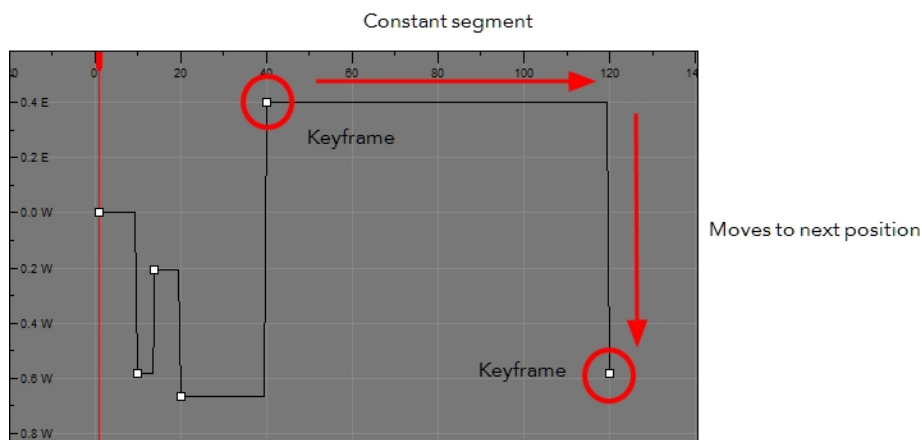 Constant segment
0 0 20 40 60 80 100 120 14
0.4 E
Keyframe
0.2 E
0.0 W
Moves to next position
0.2 W
0.4 W
Keyframe
0.6 W
0.8 W